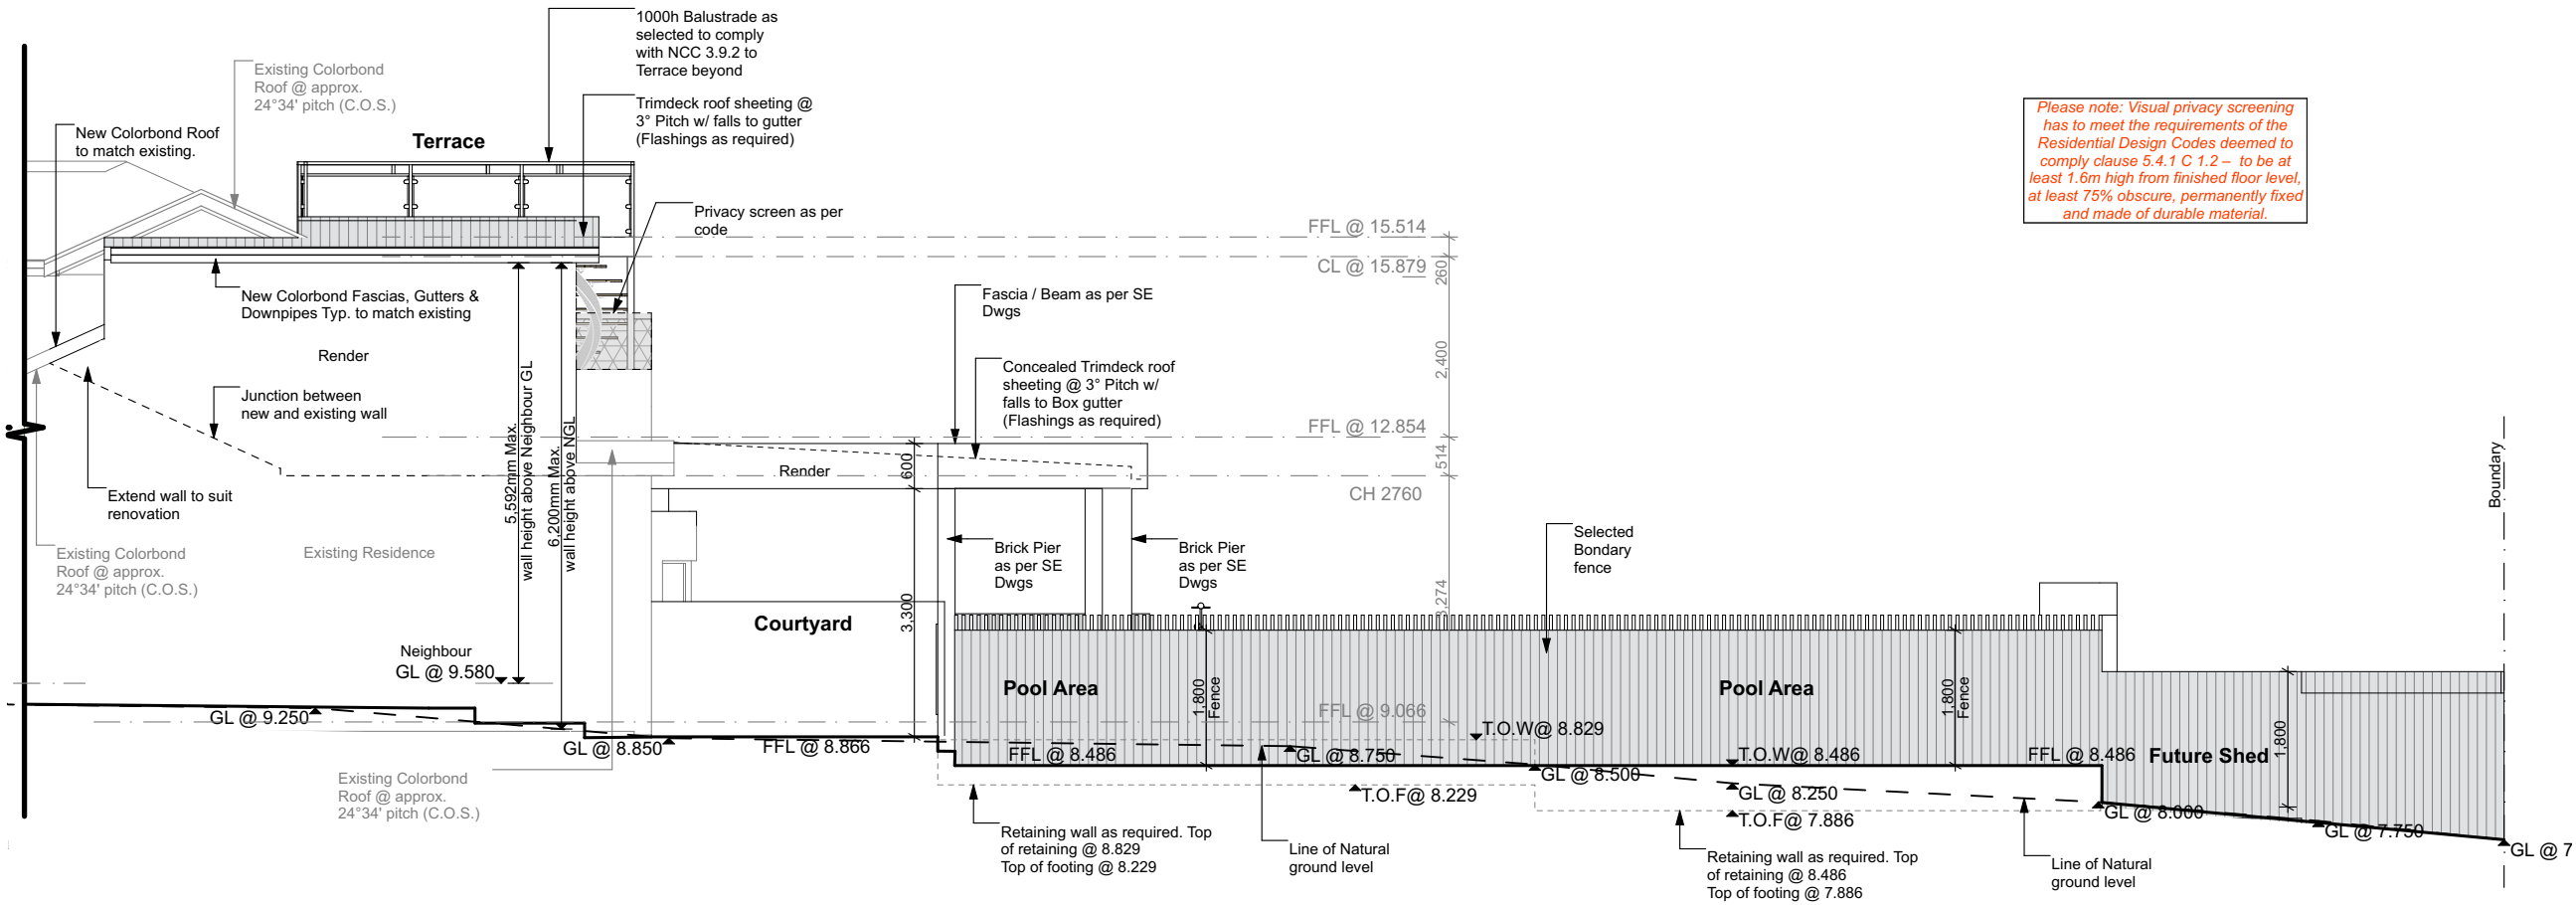 1000h Balustrade as
selected to comply
with NCC 3.9.2 to
Terrace beyond
Existing Colorbond
Roof @ approx.
24°34' pitch (C.O.S.)
Trimdeck roof sheeting @
3° Pitch w/ falls to gutter
(Flashings as required)
New Colorbond Roof
to match existing.
Terrace
Please note: Visual privacy screening
has to meet the requirements of the
Residential Design Codes deemed to
comply clause 5.4.1 C 1.2 – to be at
least 1.6m high from finished floor level,
at least 75% obscure, permanently fixed
and made of durable material.
Privacy screen as per
code
FFL @ 15.514
CL @ 15.879
260
New Colorbond Fascias, Gutters &
Downpipes Typ. to match existing
Fascia / Beam as per SE
Dwgs
Render
2,400
Concealed Trimdeck roof
sheeting @ 3° Pitch w/
falls to Box gutter
(Flashings as required)
Junction between
new and existing wall
5,592mm Max.
wall height above Neighbour GL
6,200mm Max.
wall height above NGL
FFL @ 12.854
514
Render
600
CH 2760
Boundary
Extend wall to suit
renovation
Existing Colorbond
Roof @ approx.
24°34' pitch (C.O.S.)
Existing Residence
Brick Pier
as per SE
Dwgs
Brick Pier
as per SE
Dwgs
Selected
Bondary
fence
3,274
Courtyard
3,300
Neighbour
GL @ 9.580
Pool Area
1,800
Fence
Pool Area
1,800
Fence
GL @ 9.250
FFL @ 9.066
T.O.W@ 8.829
GL @ 8.850
FFL @ 8.866
FFL @ 8.486
GL @ 8.750
T.O.W@ 8.486
FFL @ 8.486
Future Shed
1,800
GL @ 8.500
Existing Colorbond
Roof @ approx.
24°34' pitch (C.O.S.)
T.O.F@ 8.229
GL @ 8.250
T.O.F@ 7.886
GL @ 8.000
GL @ 7.750
GL @ 7
Retaining wall as required. Top
of retaining @ 8.829
Top of footing @ 8.229
Line of Natural
ground level
Retaining wall as required. Top
of retaining @ 8.486
Top of footing @ 7.886
Line of Natural
ground level